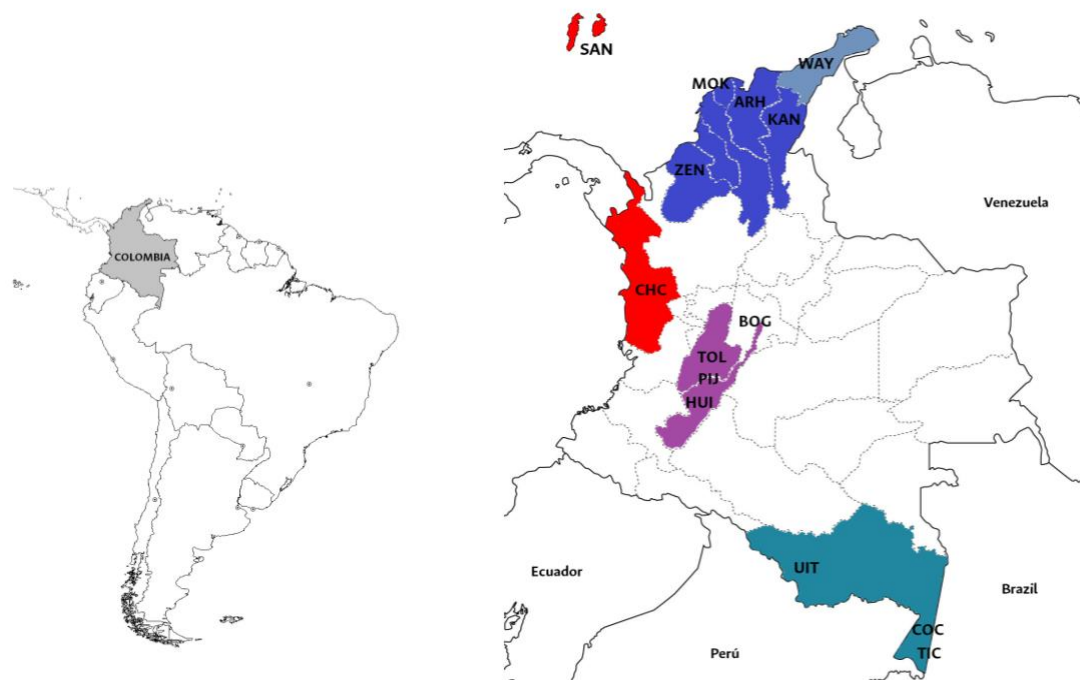 COLOMBIA
SAN
WAY
MOK
ARH
KAN
ZEN
Venezuela
CHC
BOG
TOL
PIJ
HUI
UIT
Ecuador
Brazil
COC
Perú
TIC